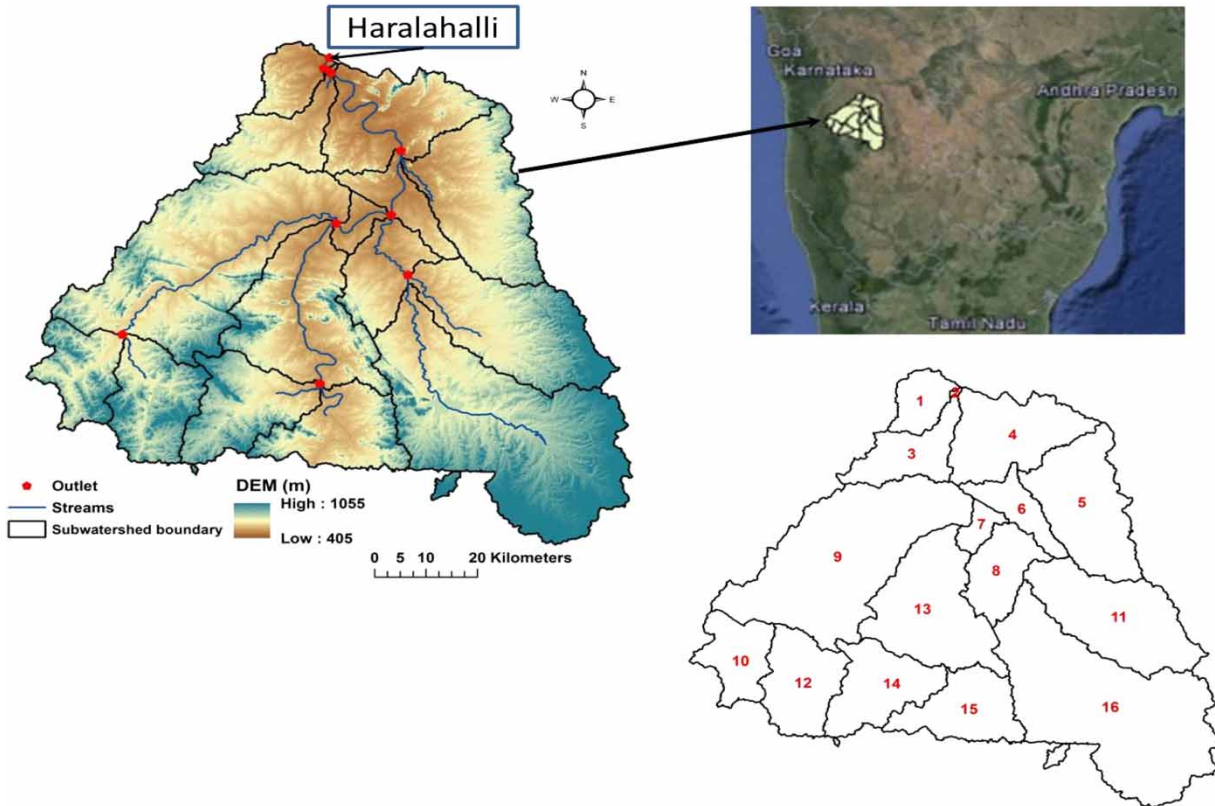 Haralahalli
N
W E
S
Outlet
Streams
Subwatershed boundary
DEM (m)
High : 1055
Low : 405
0 5 10 20 Kilometers
Goa
Karnataka
Andhra Pradesh
Kerala
Tamil Nadu
1
2
3
4
5
6
7
8
9
10
11
12
13
14
15
16